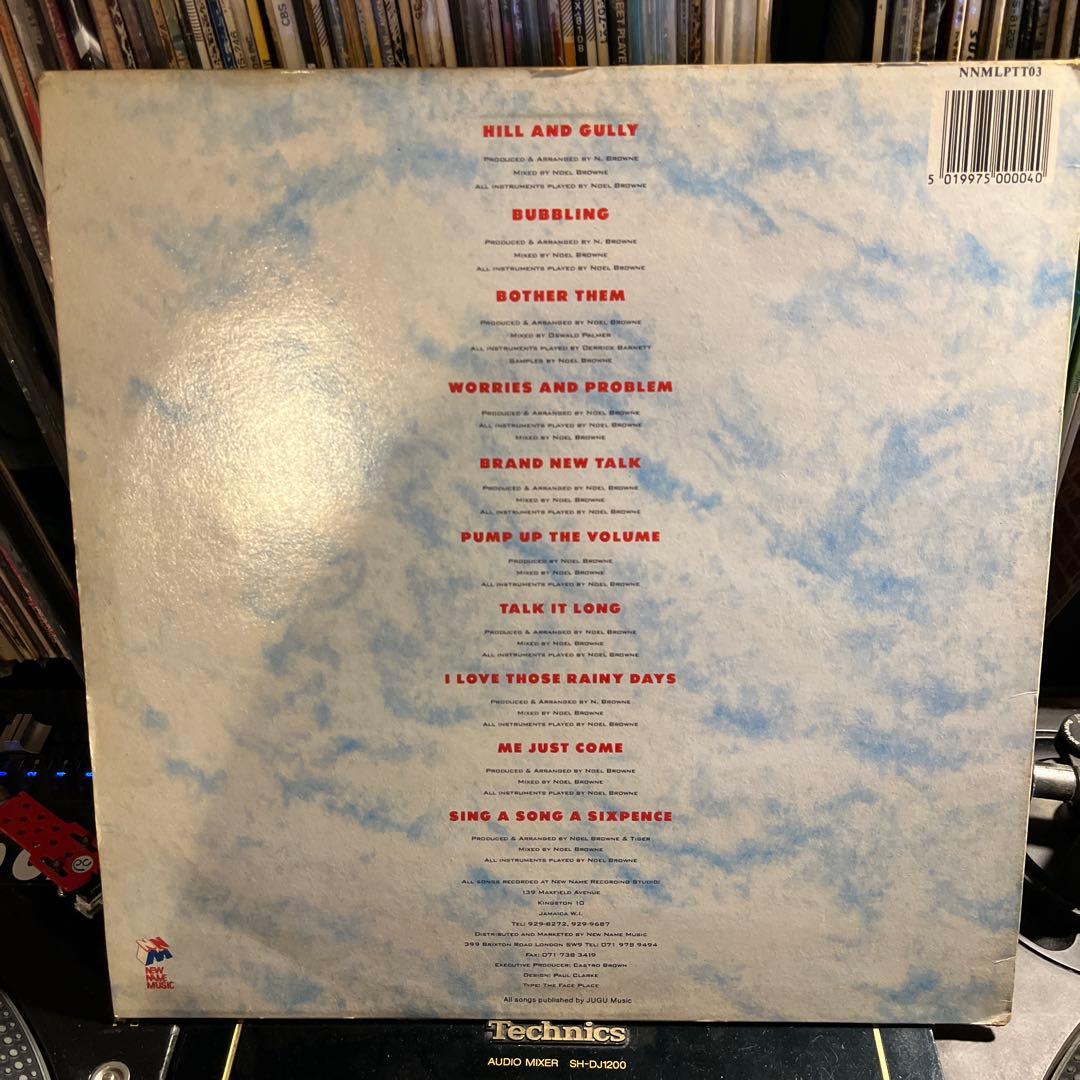 CBS
NNMLPTT03
5 019975 000040
HILL AND GULLY
PRODUCED & ARRANGED BY N. BROWNE
MIXED BY NOEL BROWNE
ALL INSTRUMENTS PLAYED BY NOEL BROWNE
BUBBLING
PRODUCED & ARRANGED BY N. BROWNE
MIXED BY NOEL BROWNE
ALL INSTRUMENTS PLAYED BY NOEL BROWNE
BOTHER THEM
PRODUCED & ARRANGED BY NOEL BROWNE
MIXED BY OSWALD PALMER
ALL INSTRUMENTS PLAYED BY DERRICK BARNETT
SAMPLES BY NOEL BROWNE
WORRIES AND PROBLEM
PRODUCED & ARRANGED BY NOEL BROWNE
ALL INSTRUMENTS PLAYED BY NOEL BROWNE
MIXED BY NOEL BROWNE
BRAND NEW TALK
PRODUCED & ARRANGED BY NOEL BROWNE
MIXED BY NOEL BROWNE
ALL INSTRUMENTS PLAYED BY NOEL BROWNE
PUMP UP THE VOLUME
PRODUCED BY NOEL BROWNE
MIXED BY NOEL BROWNE
ALL INSTRUMENTS PLAYED BY NOEL BROWNE
TALK IT LONG
PRODUCED & ARRANGED BY NOEL BROWNE
MIXED BY NOEL BROWNE
ALL INSTRUMENTS PLAYED BY NOEL BROWNE
I LOVE THOSE RAINY DAYS
PRODUCED & ARRANGED BY N. BROWNE
MIXED BY NOEL BROWNE
ALL INSTRUMENTS PLAYED BY NOEL BROWNE
ME JUST COME
PRODUCED & ARRANGED BY NOEL BROWNE
MIXED BY NOEL BROWNE
ALL INSTRUMENTS PLAYED BY NOEL BROWNE
SING A SONG A SIXPENCE
PRODUCED & ARRANGED BY NOEL BROWNE & TIGER
MIXED BY NOEL BROWNE
ALL INSTRUMENTS PLAYED BY NOEL BROWNE
ALL SONGS RECORDED AT NEW NAME RECORDING STUDIO:
139 MAXFIELD AVENUE
KINGSTON 10
JAMAICA W.I.
TEL: 929-8272, 929-9687
DISTRIBUTED AND MARKETED BY NEW NAME MUSIC
399 BRIXTON ROAD LONDON SW9 TEL: 071 978 9494
FAX: 071 738 3419
EXECUTIVE PRODUCER: CASTRO BROWN
DESIGN: PAUL CLARKE
TYPE: THE FACE PLACE
All songs published by JUGU Music
NEW
NAME
MUSIC
Technics
AUDIO MIXER SH-DJ1200